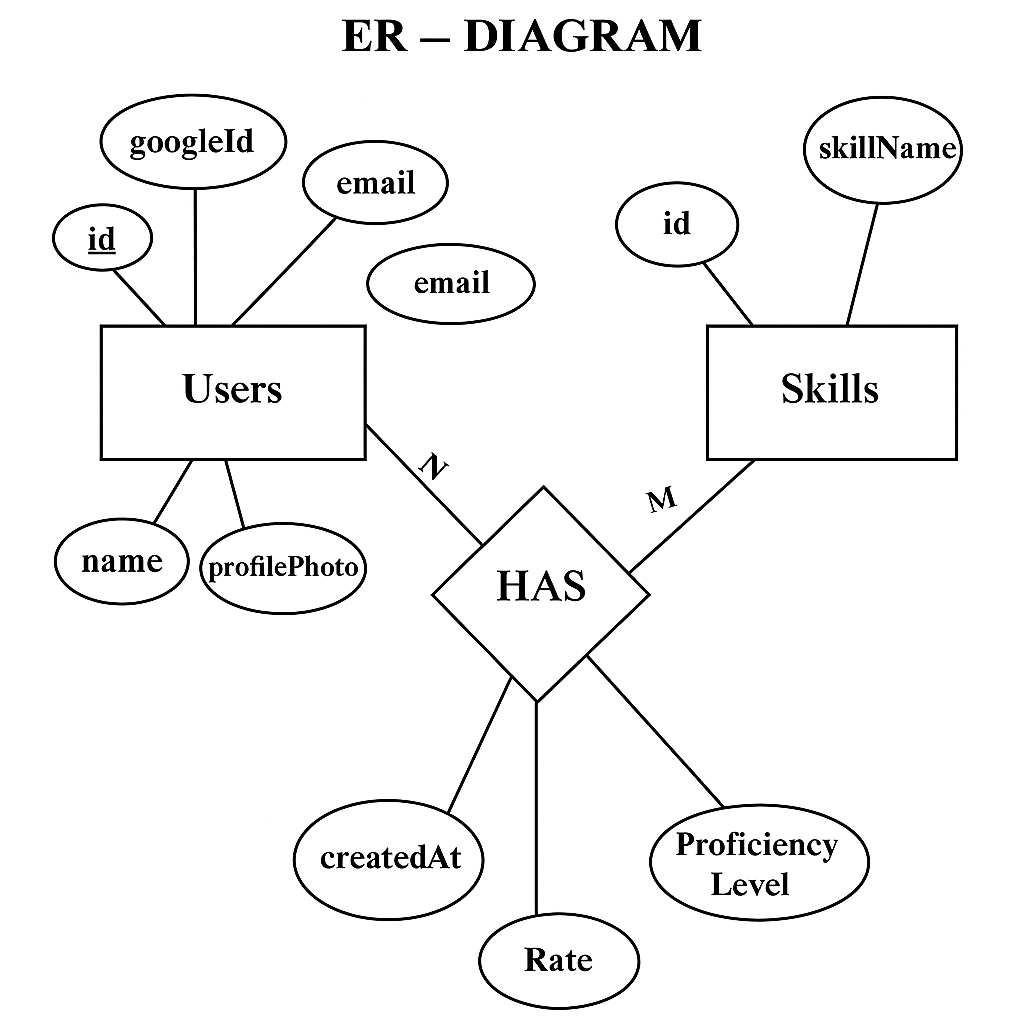 ER – DIAGRAM
googleId
email
id
email
id
skillName
Users
Skills
N
M
name
profilePhoto
HAS
createdAt
Proficiency
Level
Rate